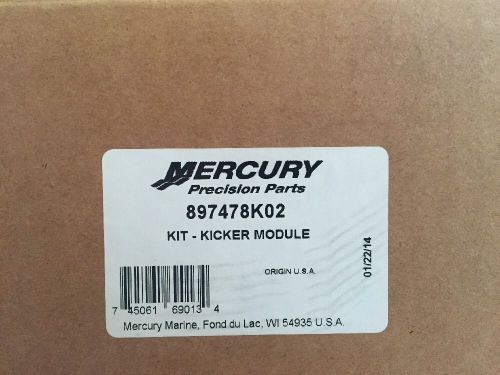 MERCURY
Precision Parts
897478K02
KIT - KICKER MODULE
ORIGIN U.S.A.
01/22/14
7 45061 69013 4
Mercury Marine, Fond du Lac, WI 54935 U.S.A.